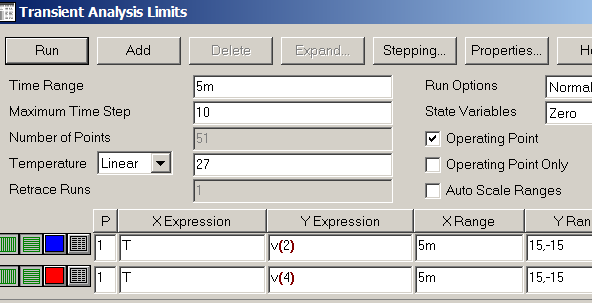 Transient Analysis Limits
Run Add Delete Expand... Stepping... Properties... He
Time Range 5m Run Options Normal
Maximum Time Step 10 State Variables Zero
Number of Points 51 Operating Point
Temperature Linear 27 Operating Point Only
Retrace Runs 1 Auto Scale Ranges
P X Expression Y Expression X Range Y Ran
1 T v(2) 5m 15,-15
1 T v(4) 5m 15,-15